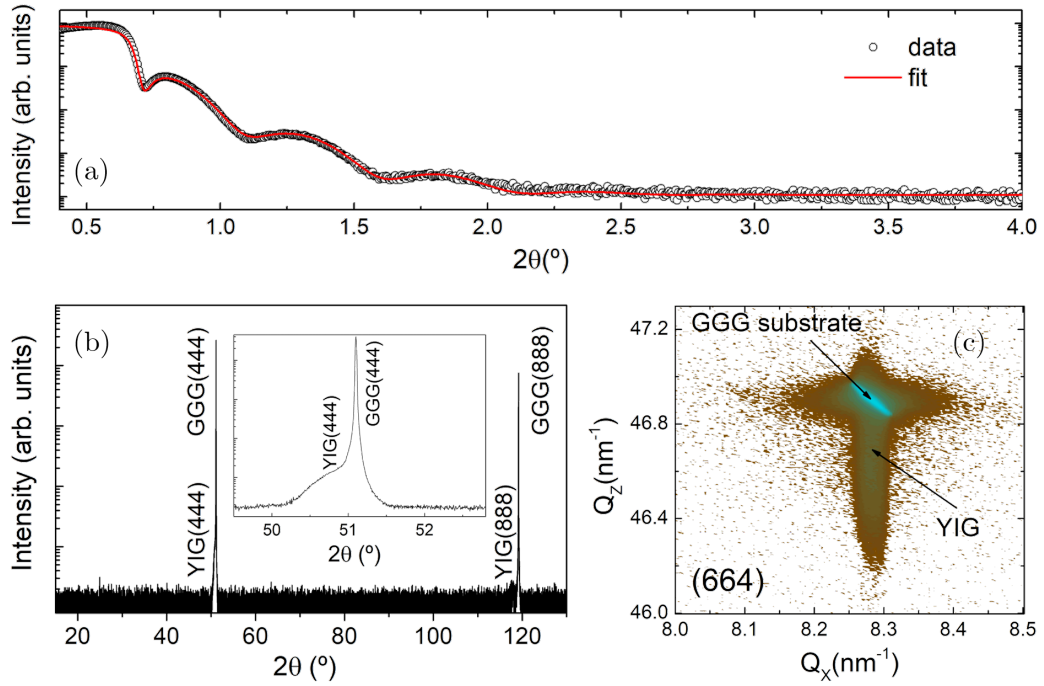 Intensity (arb. units)
(a)
data
fit
0.5 1.0 1.5 2.0 2.5 3.0 3.5 4.0
2θ(º)
Intensity (arb. units)
(b)
YIG(444)
GGG(444)
YIG(888)
GGG(888)
20 40 60 80 100 120
2θ (º)
YIG(444)
GGG(444)
50 51 52
2θ (º)
Q_Z(nm⁻¹)
47.2
46.8
46.4
46.0
GGG substrate
(c)
YIG
(664)
8.0 8.1 8.2 8.3 8.4 8.5
Q_X(nm⁻¹)